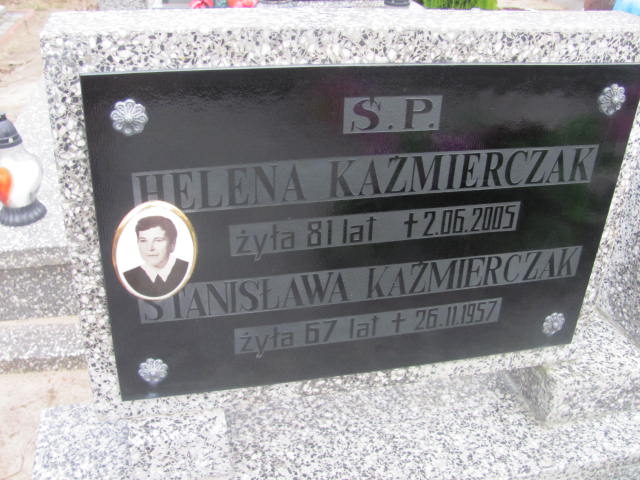 Ś.P.
HELENA KAŹMIERCZAK
żyła 81 lat † 2.06.2005
STANISŁAWA KAŹMIERCZAK
żyła 67 lat † 26.11.1957